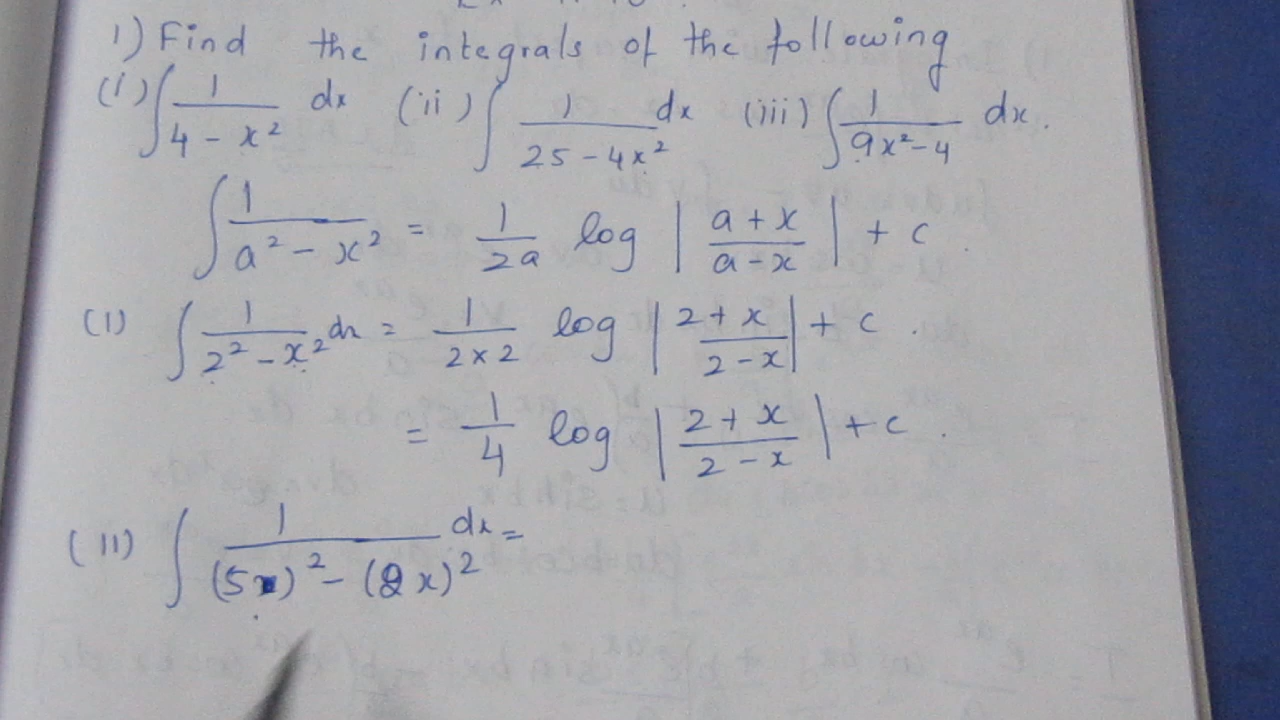 1) Find the integrals of the following
(i) ∫ 1/(4 - x²) dx (ii) ∫ 1/(25 - 4x²) dx (iii) ∫ 1/(9x² - 4) dx.
∫ 1/(a² - x²) = 1/2a log | (a + x)/(a - x) | + c.
(i) ∫ 1/(2² - x²) dx = 1/(2 × 2) log | (2 + x)/(2 - x) | + c.
= 1/4 log | (2 + x)/(2 - x) | + c.
(ii) ∫ 1/((5)² - (2x)²) dx =